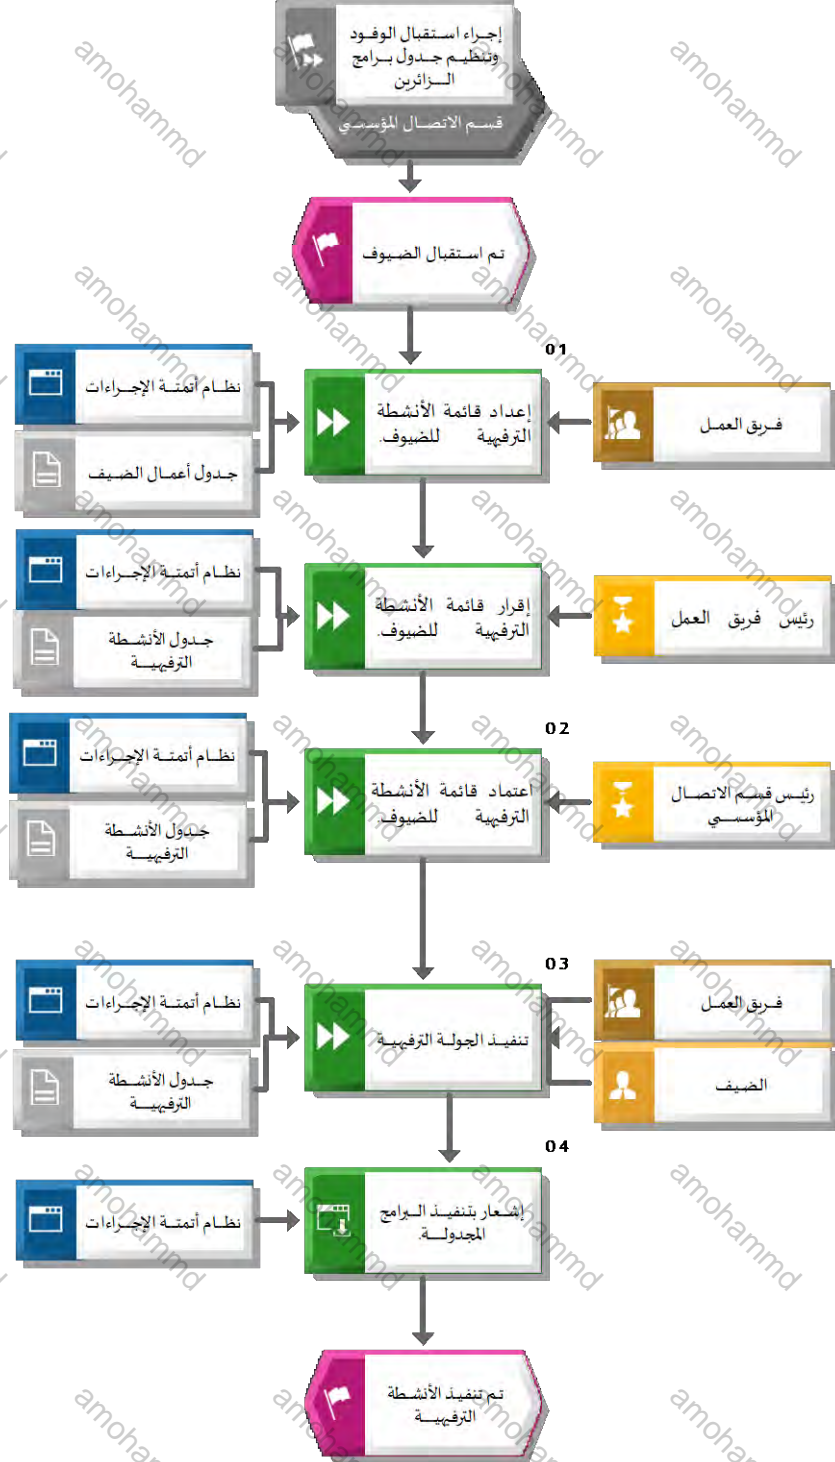 إجراء استقبال الوفود
وتنظيم جدول برامج
الزائرين
قسم الاتصال المؤسسي
تم استقبال الضيوف
01
فريق العمل
إعداد قائمة الأنشطة
الترفهية للضيوف.
نظام أتمتة الإجراءات
جدول أعمال الضيف
رئيس فريق العمل
إقرار قائمة الأنشطة
الترفهية للضيوف.
نظام أتمتة الإجراءات
جدول الأنشطة
الترفيهية
02
رئيس قسم الاتصال
المؤسسي
اعتماد قائمة الأنشطة
الترفهية للضيوف.
نظام أتمتة الإجراءات
جدول الأنشطة
الترفيهية
03
فريق العمل
الضيف
تنفيذ الجولة الترفهية
نظام أتمتة الإجراءات
جدول الأنشطة
الترفيهية
04
إشعار بتنفيذ البرامج
المجدولة.
نظام أتمتة الإجراءات
تم تنفيذ الأنشطة
الترفيهية
amohammd